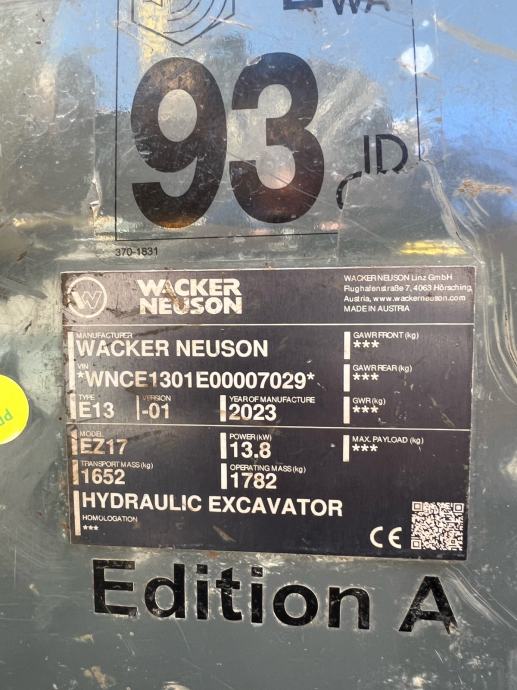 LWA
93
dB
370-1831
WACKER
NEUSON
WACKER NEUSON Linz GmbH
Flughafenstraße 7, 4063 Hörsching,
Austria, www.wackerneuson.com
MADE IN AUSTRIA
MANUFACTURER
WACKER NEUSON
VIN
*WNCE1301E00007029*
TYPE
E13
VERSION
-01
YEAR OF MANUFACTURE
2023
GAWR FRONT (kg)
***
GAWR REAR (kg)
***
GWR (kg)
***
MODEL
EZ17
POWER (kW)
13.8
MAX. PAYLOAD (kg)
***
TRANSPORT MASS (kg)
1652
OPERATING MASS (kg)
1782
HYDRAULIC EXCAVATOR
HOMOLOGATION
***
CE
Edition A